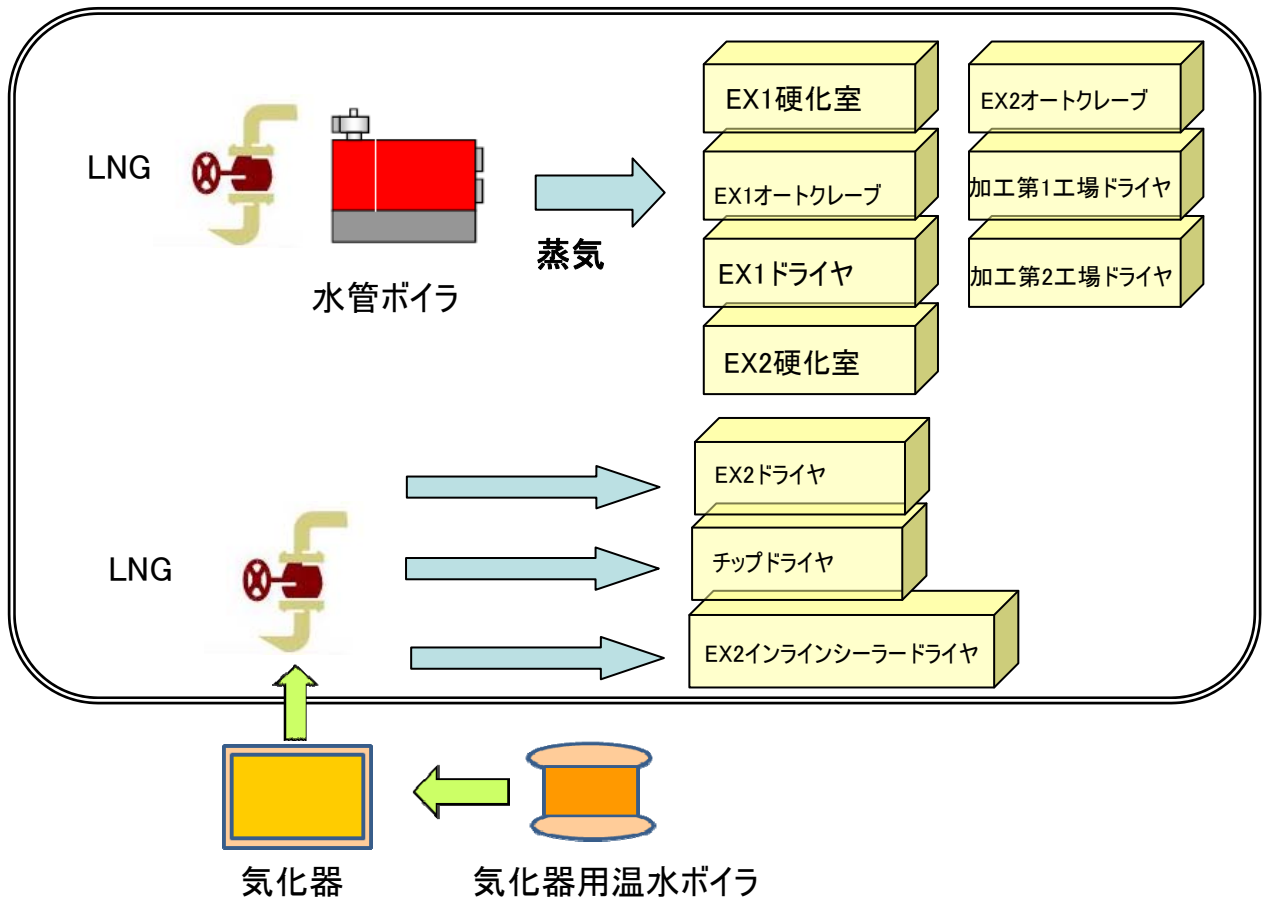 LNG
水管ボイラ
蒸気
EX1硬化室
EX1オートクレーブ
EX1ドライヤ
EX2硬化室
EX2オートクレーブ
加工第1工場ドライヤ
加工第2工場ドライヤ
LNG
EX2ドライヤ
チップドライヤ
EX2インラインシーラードライヤ
気化器
気化器用温水ボイラ